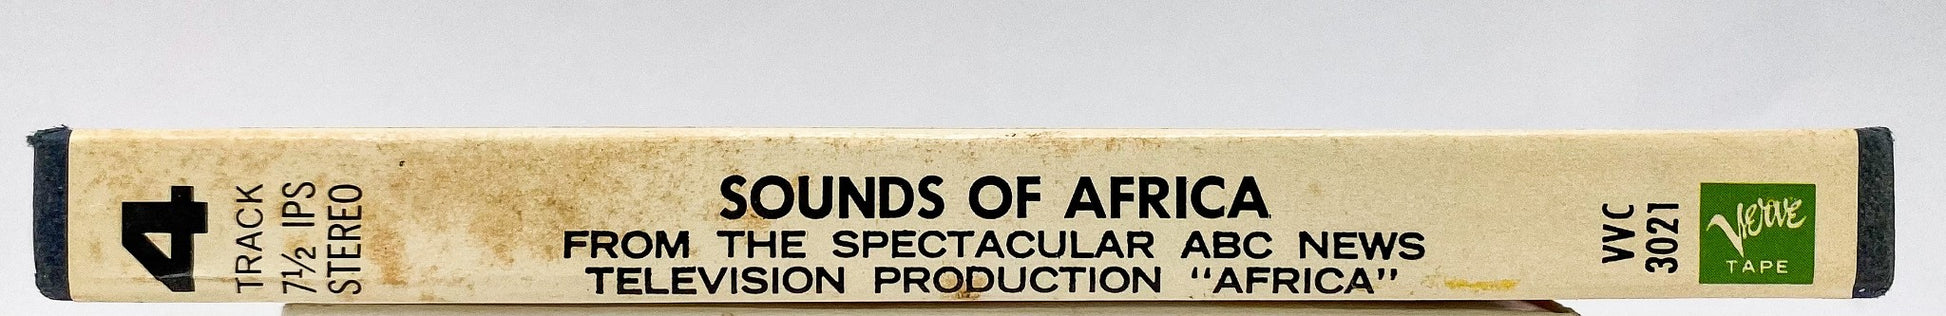 4
TRACK
7½ IPS
STEREO
SOUNDS OF AFRICA
FROM THE SPECTACULAR ABC NEWS
TELEVISION PRODUCTION "AFRICA"
VVC
3021
Verve
TAPE